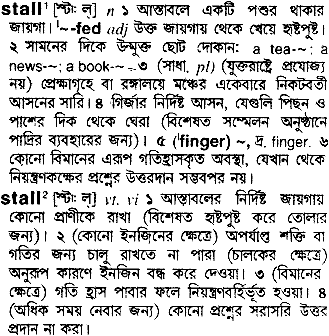 stall¹ [স্ট: ল্] n ১ আস্তাবলে একটি পশুর থাকার
জায়গা। '~-fed adj উক্ত জায়গায় থেকে খেয়ে হৃষ্টপুষ্ট।
২ সামনের দিকে উন্মুক্ত ছোট দোকান: a tea-~; a
news-~; a book-~-৩ (সাধা. pl) (যুক্তরাষ্ট্রে প্রযোজ্য
নয়) প্রেক্ষাগৃহে বা রঙ্গালয়ে মঞ্চের একেবারে নিকটবর্তী
আসনের সারি। ৪ গির্জার নির্দিষ্ট আসন, যেগুলি পিছন ও
পাশের দিক থেকে ঘেরা (বিশেষত সম্মেলন অনুষ্ঠানে
পাদ্রির ব্যবহারের জন্য)। ৫ ('finger) ~, দ্র. finger. ৬
কোনো বিমানের এরূপ গতিহ্রাসকৃত অবস্থা, যেখান থেকে
নিয়ন্ত্রণকক্ষের প্রশ্নের উত্তরদান সম্ভবপর নয়।
stall² [স্ট: ল্] vt, vi ১ আস্তাবলের নির্দিষ্ট জায়গায়
কোনো প্রাণীকে রাখা (বিশেষত হৃষ্টপুষ্ট করে তোলার
জন্য)। ২ (কোনো ইনজিনের ক্ষেত্রে) অপর্যাপ্ত শক্তি বা
গতির জন্য চালু রাখতে না পারা (চালকের ক্ষেত্রে)
অনুরূপ কারণে ইনজিন বন্ধ করে দেওয়া। ৩ (বিমানের
ক্ষেত্রে) গতি হ্রাস পাবার ফলে নিয়ন্ত্রণবহির্ভূত হওয়া। ৪
(অধিক সময় নেবার জন্য) কোনো প্রশ্নের সরাসরি উত্তর
প্রদান না করা।